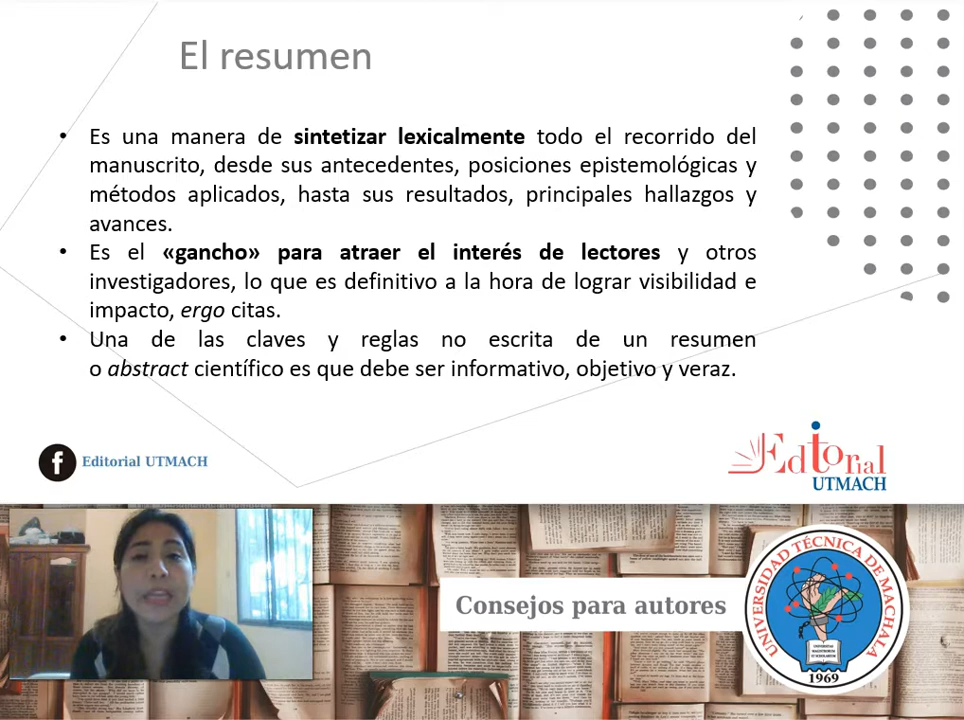 El resumen
• Es una manera de sintetizar lexicalmente todo el recorrido del
manuscrito, desde sus antecedentes, posiciones epistemológicas y
métodos aplicados, hasta sus resultados, principales hallazgos y
avances.
• Es el «gancho» para atraer el interés de lectores y otros
investigadores, lo que es definitivo a la hora de lograr visibilidad e
impacto, ergo citas.
• Una de las claves y reglas no escrita de un resumen
o abstract científico es que debe ser informativo, objetivo y veraz.
f Editorial UTMACH
Editorial
UTMACH
Consejos para autores
UNIVERSIDAD TÉCNICA DE MACHALA
1969